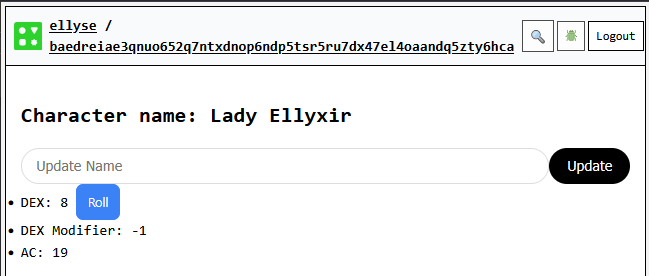 ellyse /
baedreiae3qnuo652q7ntxdnop6ndp5tsr5ru7dx47el4oaandq5zty6hca
Logout
Character name: Lady Ellyxir
Update Name
Update
DEX: 8 Roll
DEX Modifier: -1
AC: 19